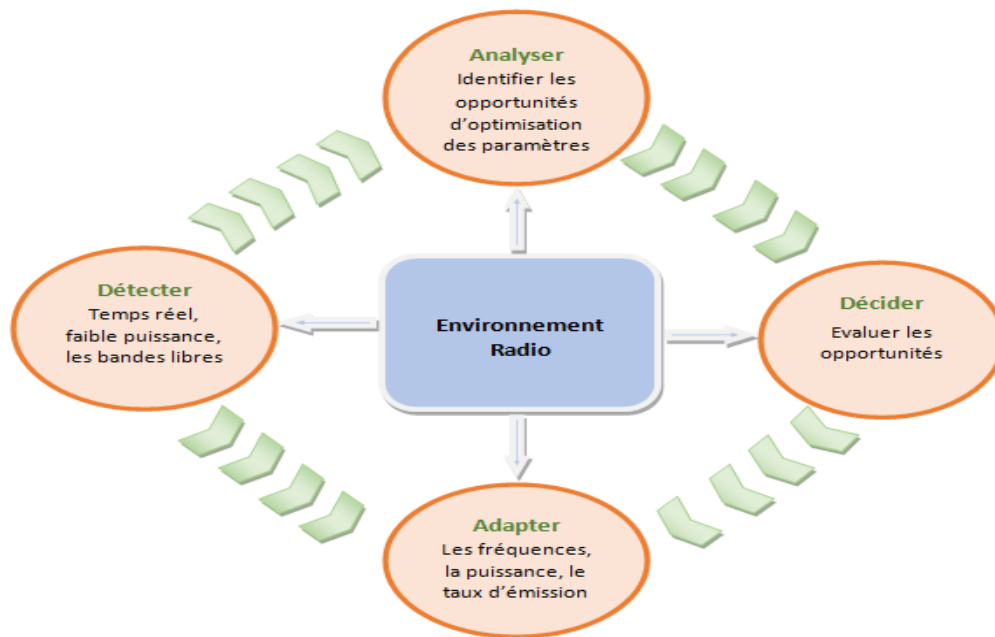 Analyser
Identifier les
opportunités
d’optimisation
des paramètres
Détecter
Temps réel,
faible puissance,
les bandes libres
Environnement
Radio
Décider
Evaluer les
opportunités
Adapter
Les fréquences,
la puissance, le
taux d’émission